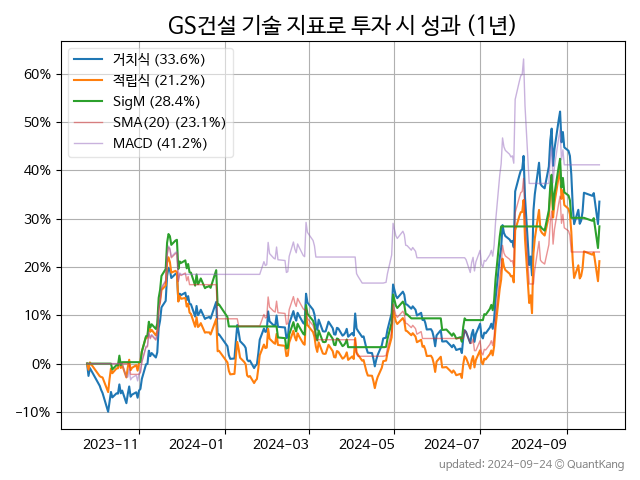 GS건설 기술 지표로 투자 시 성과 (1년)
거치식 (33.6%)
적립식 (21.2%)
SigM (28.4%)
SMA(20) (23.1%)
MACD (41.2%)
60%
50%
40%
30%
20%
10%
0%
−10%
2023−11 2024−01 2024−03 2024−05 2024−07 2024−09
updated: 2024-09-24 © QuantKang